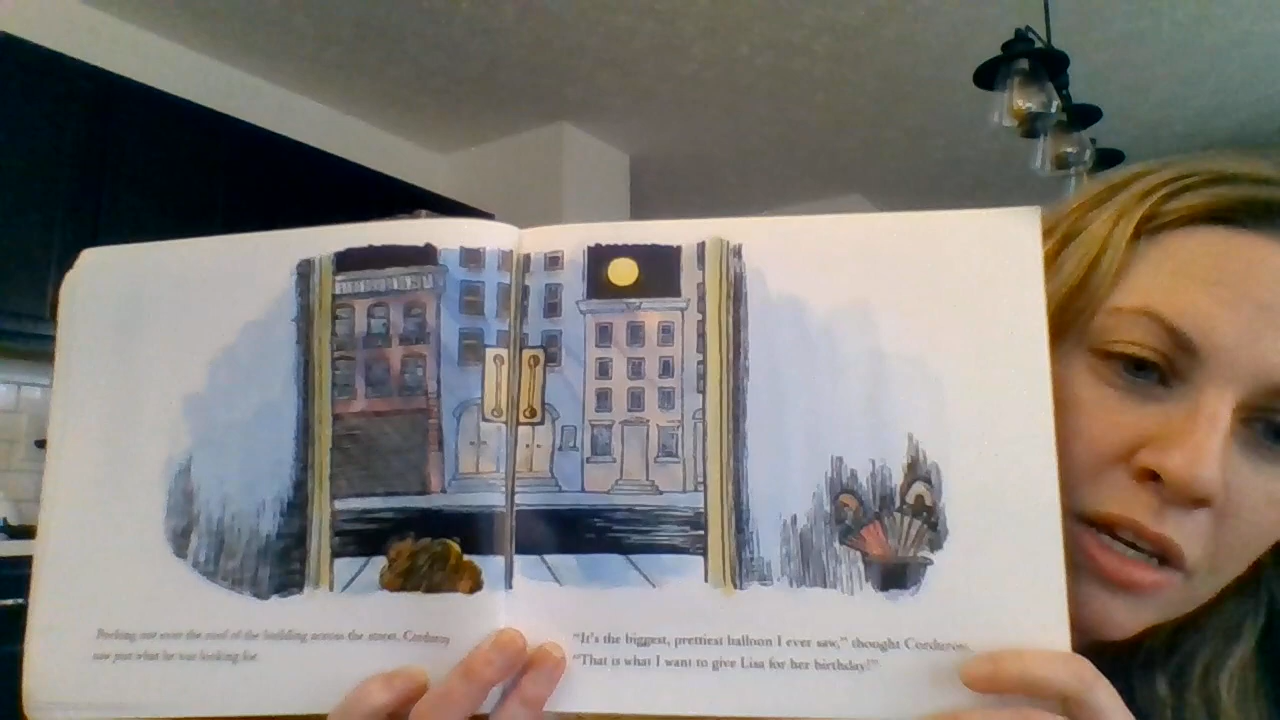 Peeking out over the roof of the building across the street, Corduroy
saw just what he was looking for.
"It's the biggest, prettiest balloon I ever saw," thought Corduroy.
"That is what I want to give Lisa for her birthday!"